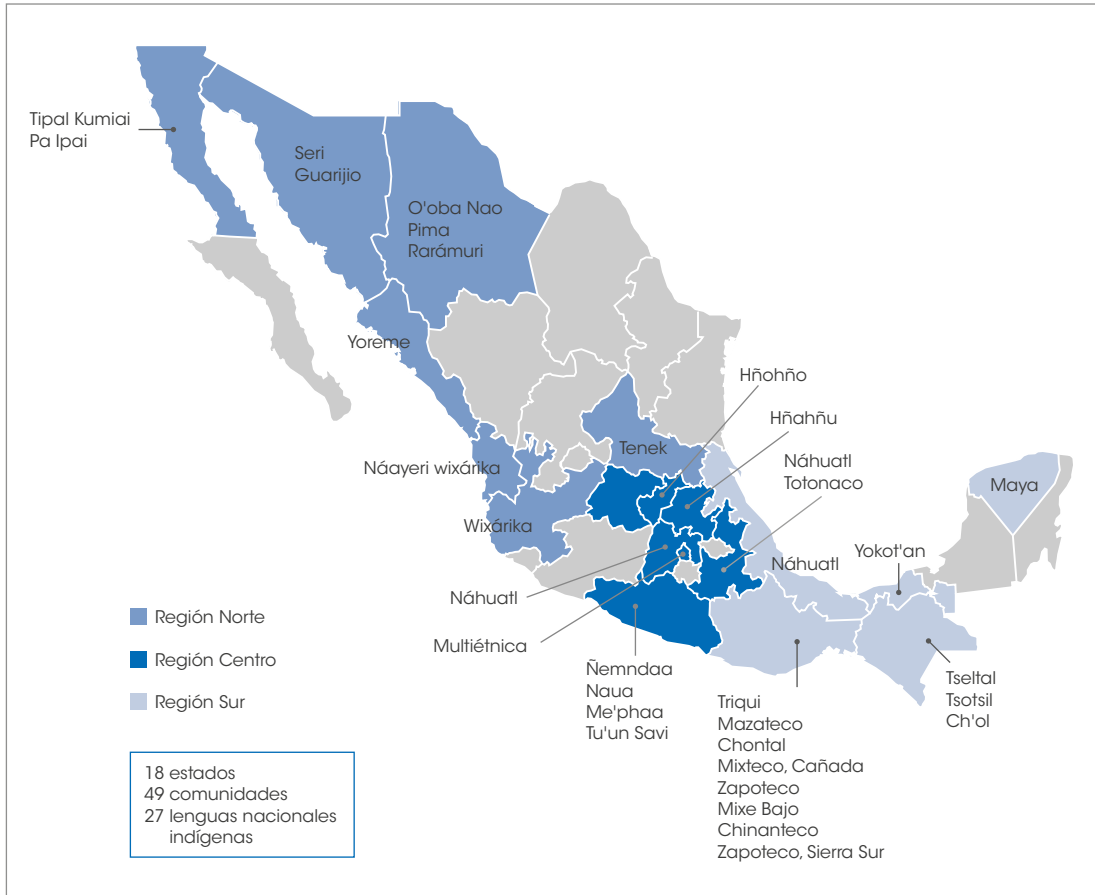 Tipal Kumiai
Pa Ipai
Seri
Guarijio
O'oba Nao
Pima
Rarámuri
Yoreme
Hñohño
Hñahñu
Tenek
Náhuatl
Totonaco
Náayeri wixárika
Maya
Wixárika
Yokot'an
Náhuatl
Náhuatl
Multiétnica
Región Norte
Región Centro
Región Sur
Ñemndaa
Naua
Me'phaa
Tu'un Savi
Triqui
Mazateco
Chontal
Mixteco, Cañada
Zapoteco
Mixe Bajo
Chinanteco
Zapoteco, Sierra Sur
Tseltal
Tsotsil
Ch'ol
18 estados
49 comunidades
27 lenguas nacionales
indígenas